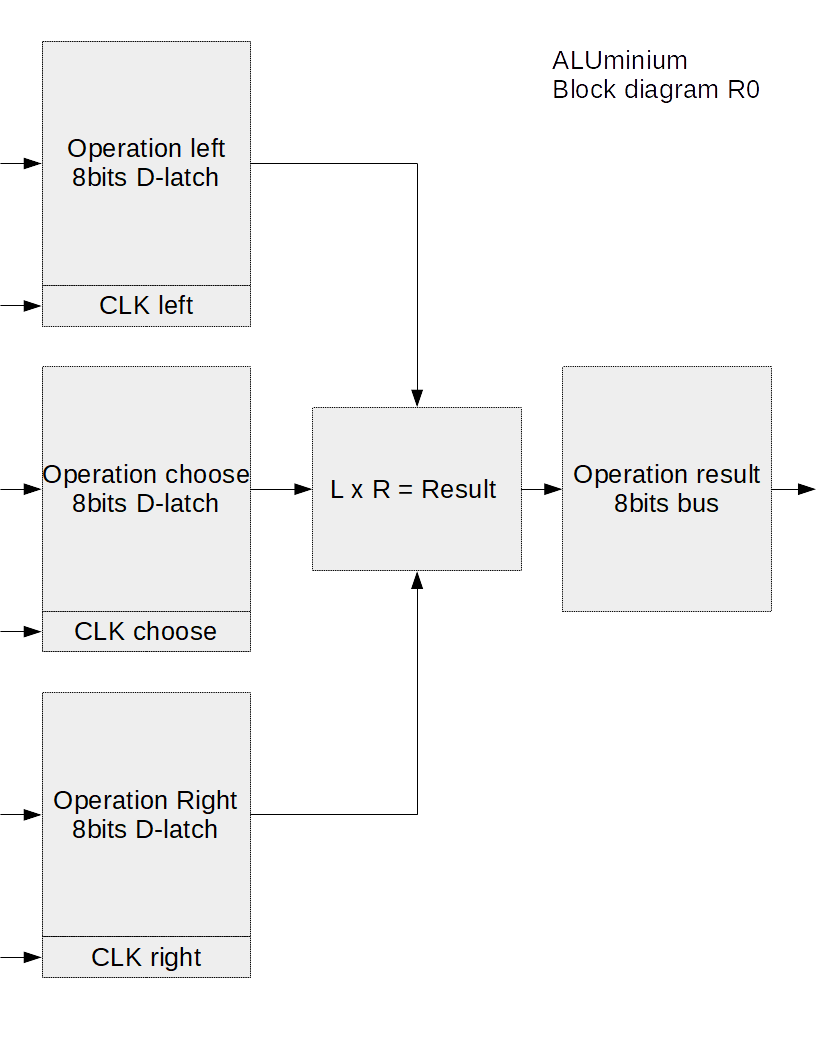 ALUminium
Block diagram R0
Operation left
8bits D-latch
CLK left
Operation choose
8bits D-latch
CLK choose
L x R = Result
Operation result
8bits bus
Operation Right
8bits D-latch
CLK right